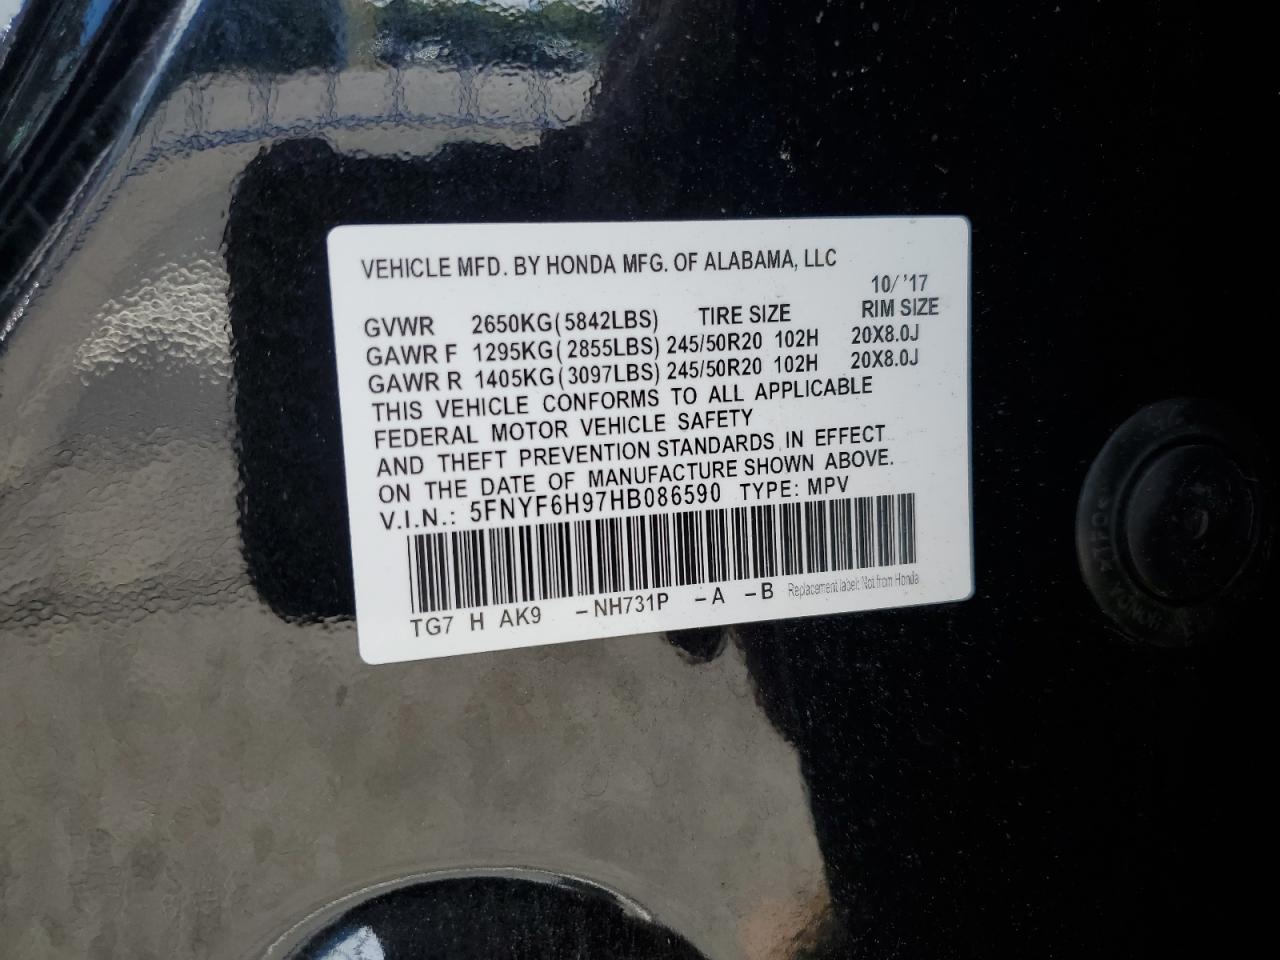 VEHICLE MFD. BY HONDA MFG. OF ALABAMA, LLC
10/ '17
GVWR 2650KG(5842LBS) TIRE SIZE RIM SIZE
GAWR F 1295KG(2855LBS) 245/50R20 102H 20X8.0J
GAWR R 1405KG(3097LBS) 245/50R20 102H 20X8.0J
THIS VEHICLE CONFORMS TO ALL APPLICABLE
FEDERAL MOTOR VEHICLE SAFETY
AND THEFT PREVENTION STANDARDS IN EFFECT
ON THE DATE OF MANUFACTURE SHOWN ABOVE.
V.I.N.: 5FNYF6H97HB086590 TYPE: MPV
TG7 H AK9 -NH731P -A -B Replacement label: Not from Honda